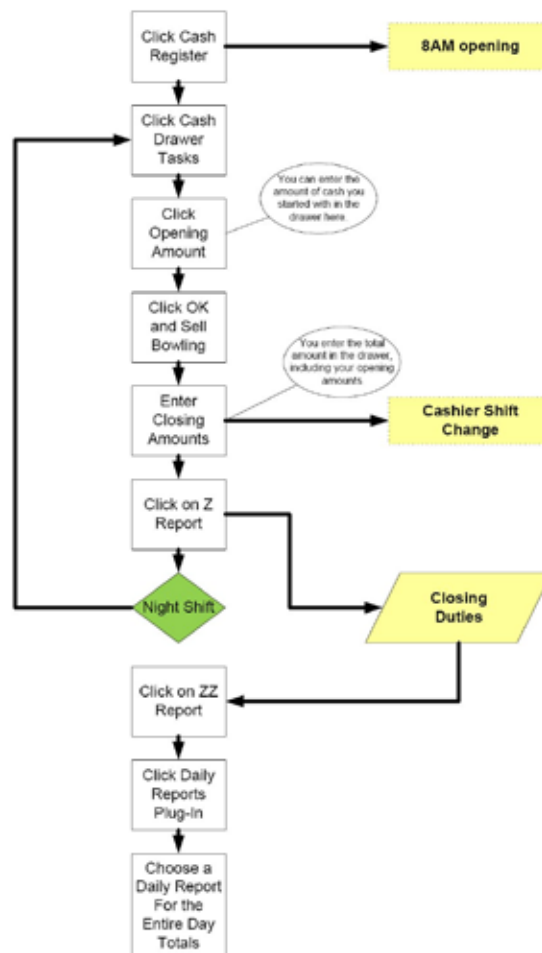 Click Cash
Register
8AM opening
Click Cash
Drawer
Tasks
You can enter the
amount of cash you
started with in the
drawer here.
Click
Opening
Amount
Click OK
and Sell
Bowling
You enter the total
amount in the drawer,
including your opening
amounts
Enter
Closing
Amounts
Cashier Shift
Change
Click on Z
Report
Night Shift
Closing
Duties
Click on ZZ
Report
Click Daily
Reports
Plug-In
Choose a
Daily Report
For the
Entire Day
Totals